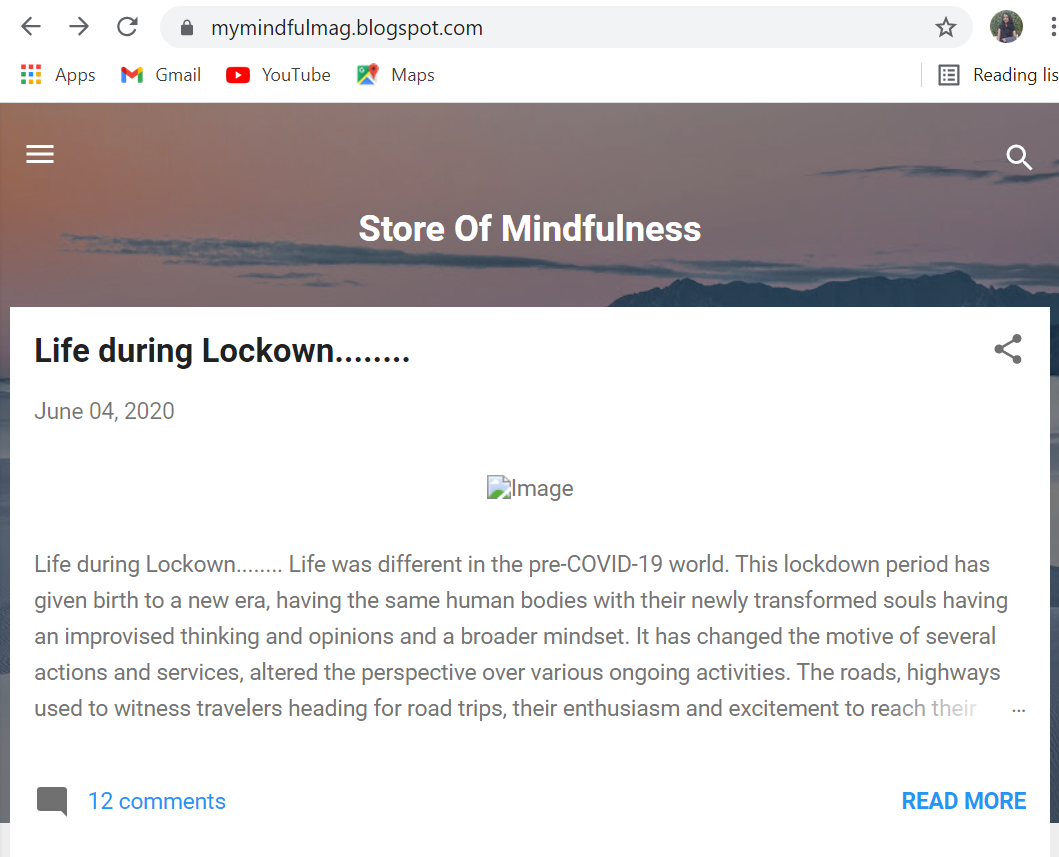 mymindfulmag.blogspot.com
Apps Gmail YouTube Maps Reading lis
Store Of Mindfulness
Life during Lockown........
June 04, 2020
Image
Life during Lockown........ Life was different in the pre-COVID-19 world. This lockdown period has
given birth to a new era, having the same human bodies with their newly transformed souls having
an improvised thinking and opinions and a broader mindset. It has changed the motive of several
actions and services, altered the perspective over various ongoing activities. The roads, highways
used to witness travelers heading for road trips, their enthusiasm and excitement to reach their ...
12 comments READ MORE